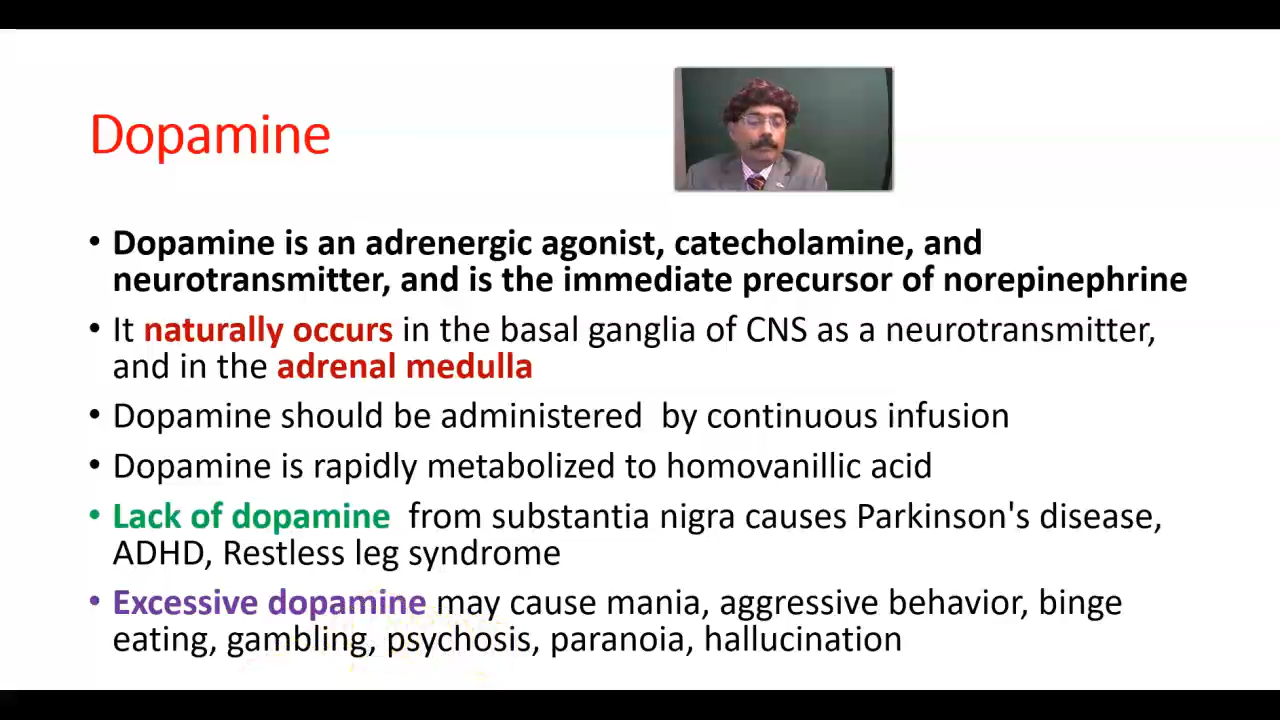 Dopamine
• Dopamine is an adrenergic agonist, catecholamine, and
neurotransmitter, and is the immediate precursor of norepinephrine
• It naturally occurs in the basal ganglia of CNS as a neurotransmitter,
and in the adrenal medulla
• Dopamine should be administered  by continuous infusion
• Dopamine is rapidly metabolized to homovanillic acid
• Lack of dopamine  from substantia nigra causes Parkinson's disease,
ADHD, Restless leg syndrome
• Excessive dopamine may cause mania, aggressive behavior, binge
eating, gambling, psychosis, paranoia, hallucination